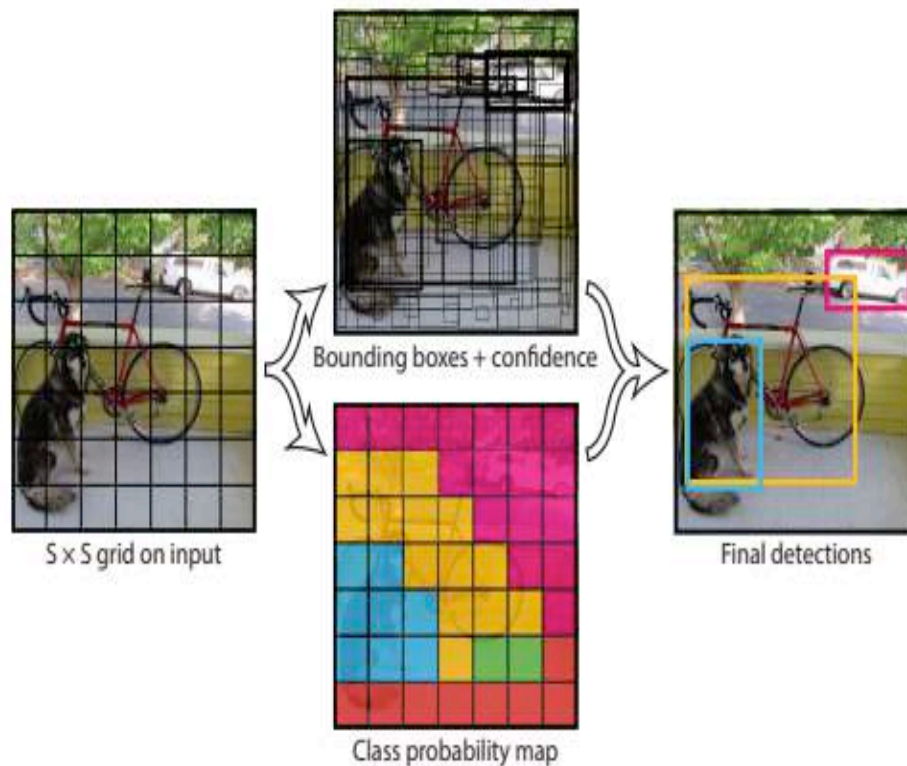 Bounding boxes + confidence
S × S grid on input
Final detections
Class probability map